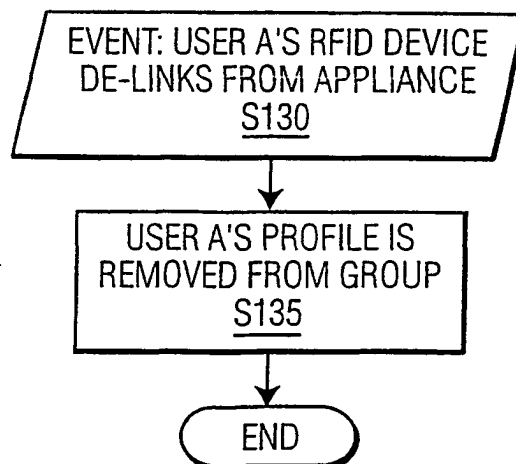 EVENT: USER A'S RFID DEVICE
DE-LINKS FROM APPLIANCE
S130
USER A'S PROFILE IS
REMOVED FROM GROUP
S135
END